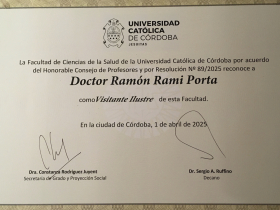 UNIVERSIDAD
CATÓLICA
DE CÓRDOBA
JESUITAS
La Facultad de Ciencias de la Salud de la Universidad Católica de Córdoba por acuerdo
del Honorable Consejo de Profesores y por Resolución Nº 89/2025 reconoce a
Doctor Ramón Rami Porta
como Visitante Ilustre de esta Facultad.
En la ciudad de Córdoba, 1 de abril de 2025
Dra. Constanza Rodríguez Juyent
Secretaria de Grado y Proyección Social
Dr. Sergio A. Ruffino
Decano